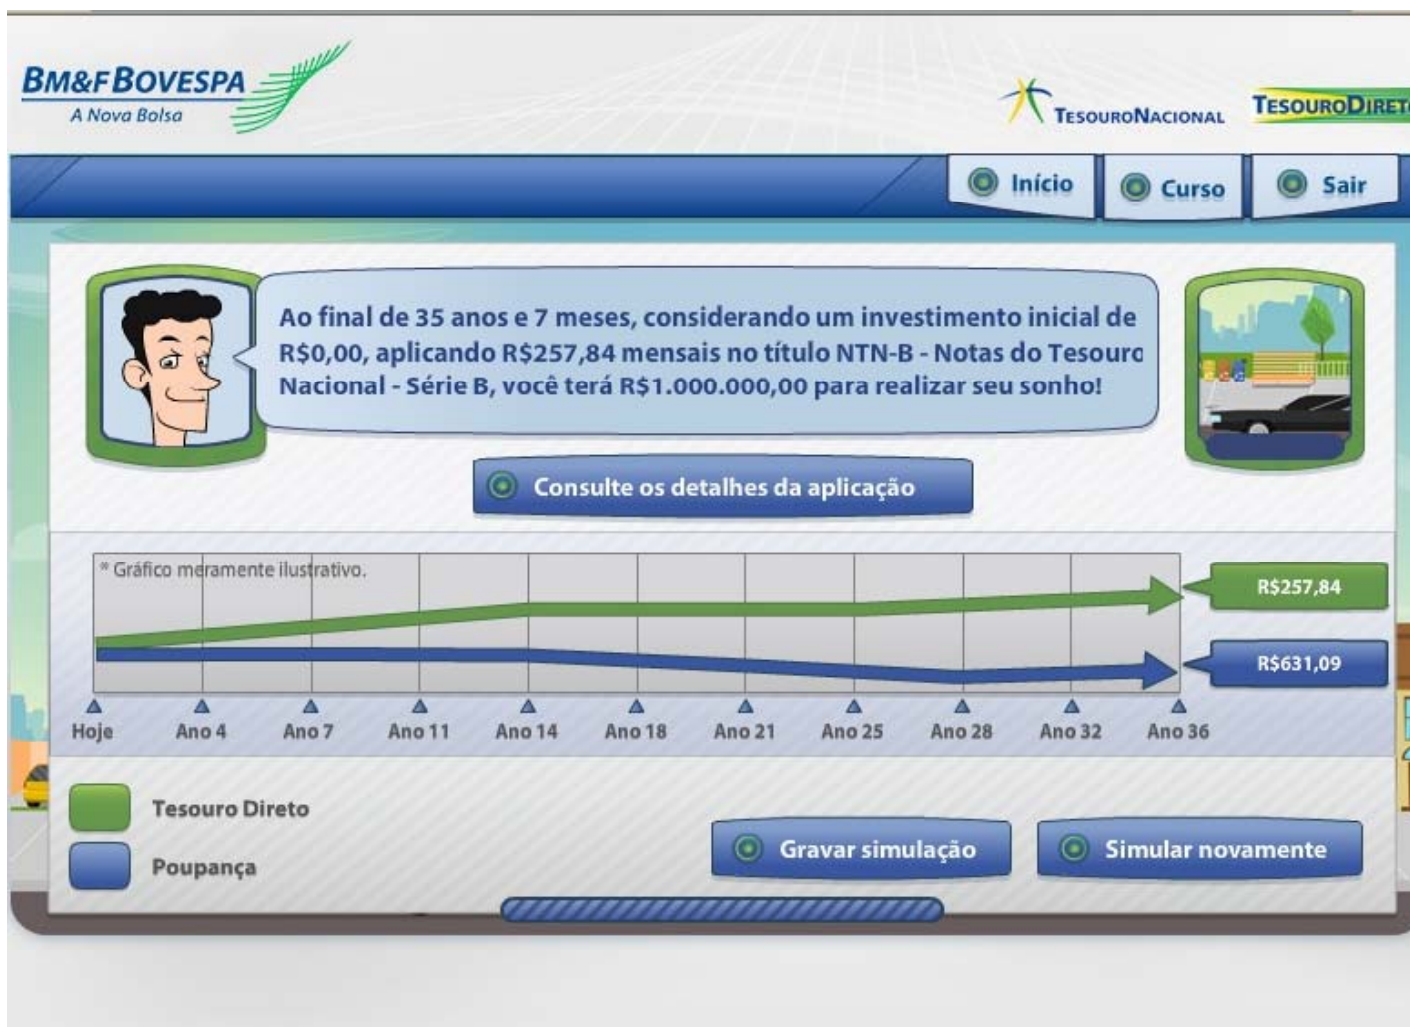 BM&FBOVESPA
A Nova Bolsa
TESOURONACIONAL
TESOURODIRETO
Início
Curso
Sair
Ao final de 35 anos e 7 meses, considerando um investimento inicial de
R$0,00, aplicando R$257,84 mensais no título NTN-B - Notas do Tesouro
Nacional - Série B, você terá R$1.000.000,00 para realizar seu sonho!
Consulte os detalhes da aplicação
* Gráfico meramente ilustrativo.
R$257,84
R$631,09
Hoje Ano 4 Ano 7 Ano 11 Ano 14 Ano 18 Ano 21 Ano 25 Ano 28 Ano 32 Ano 36
Tesouro Direto
Poupança
Gravar simulação
Simular novamente